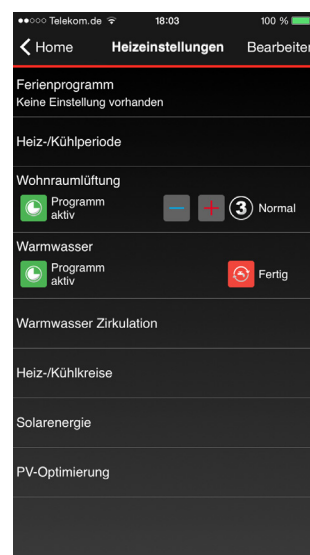 Telekom.de 18:03 100 %
Home Heizeinstellungen Bearbeiten
Ferienprogramm
Keine Einstellung vorhanden
Heiz-/Kühlperiode
Wohnraumlüftung
Programm
aktiv
3 Normal
Warmwasser
Programm
aktiv
Fertig
Warmwasser Zirkulation
Heiz-/Kühlkreise
Solarenergie
PV-Optimierung